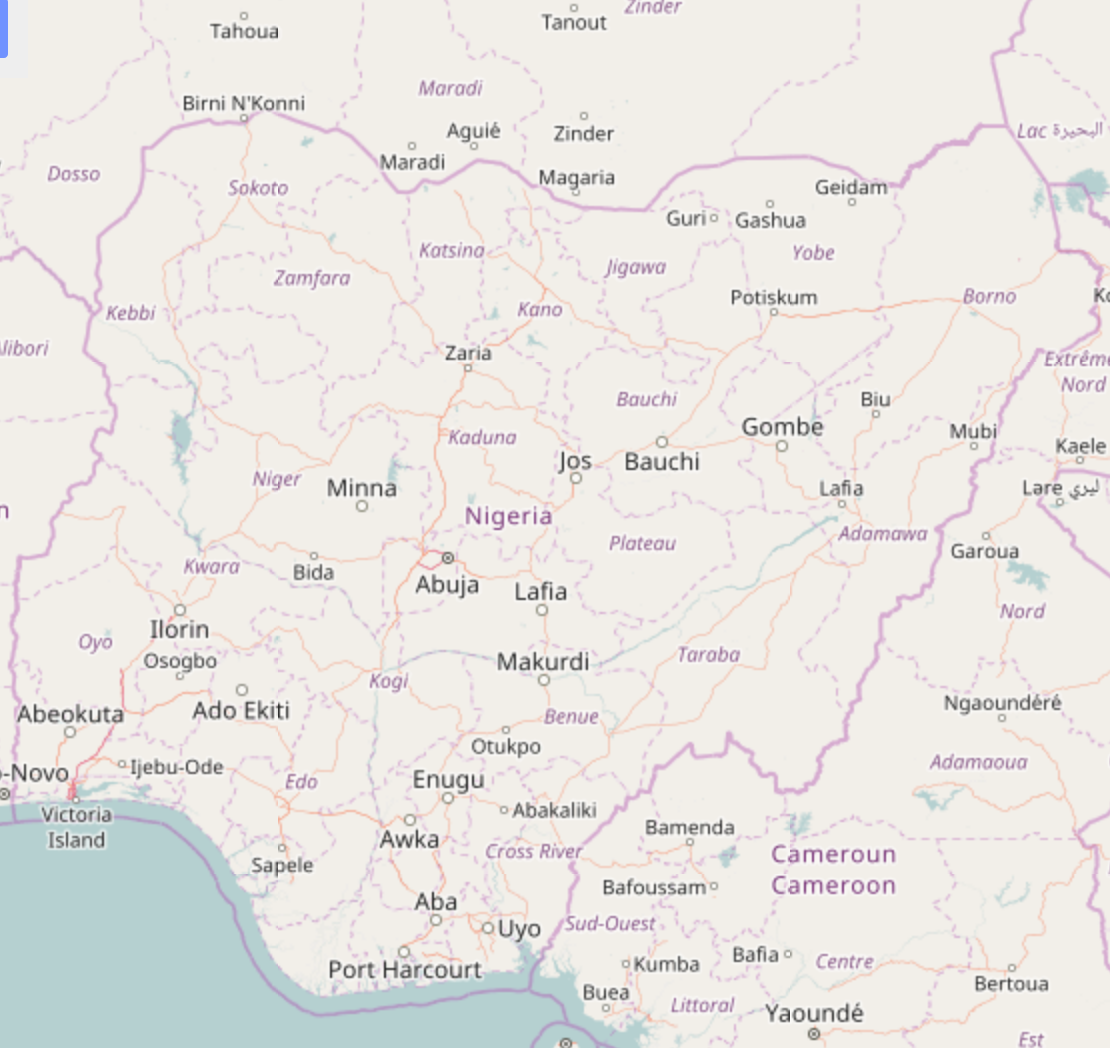 Zinder
Tahoua
Tanout
Maradi
Birni N'Konni
Aguié
Zinder
Lac البحيرة
Maradi
Dosso
Magaria
Sokoto
Geidam
Guri
Gashua
Katsina
Yobe
Jigawa
Zamfara
Potiskum
Borno
Kano
Kebbi
Alibori
Zaria
Extrême
Nord
Bauchi
Biu
Gombe
Mubi
Kaduna
Kaele
Jos
Bauchi
Niger
Minna
Lafia
Lare ليري
Nigeria
Adamawa
Plateau
Garoua
Kwara
Bida
Abuja
Lafia
Nord
Ilorin
Oyo
Taraba
Osogbo
Makurdi
Kogi
Ngaoundéré
Ado Ekiti
Abeokuta
Benue
Otukpo
Adamaoua
Ijebu-Ode
-Novo
Edo
Enugu
Abakaliki
Victoria
Island
Bamenda
Awka
Cross River
Cameroun
Cameroon
Sapele
Bafoussam
Aba
Sud-Ouest
Uyo
Bafia
Centre
Kumba
Port Harcourt
Bertoua
Buea
Littoral
Yaoundé
Est